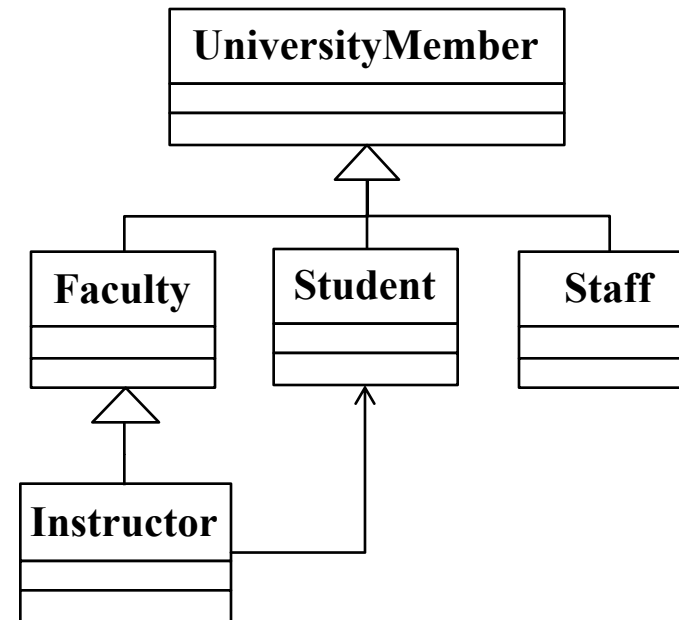 UniversityMember
Faculty
Student
Staff
Instructor